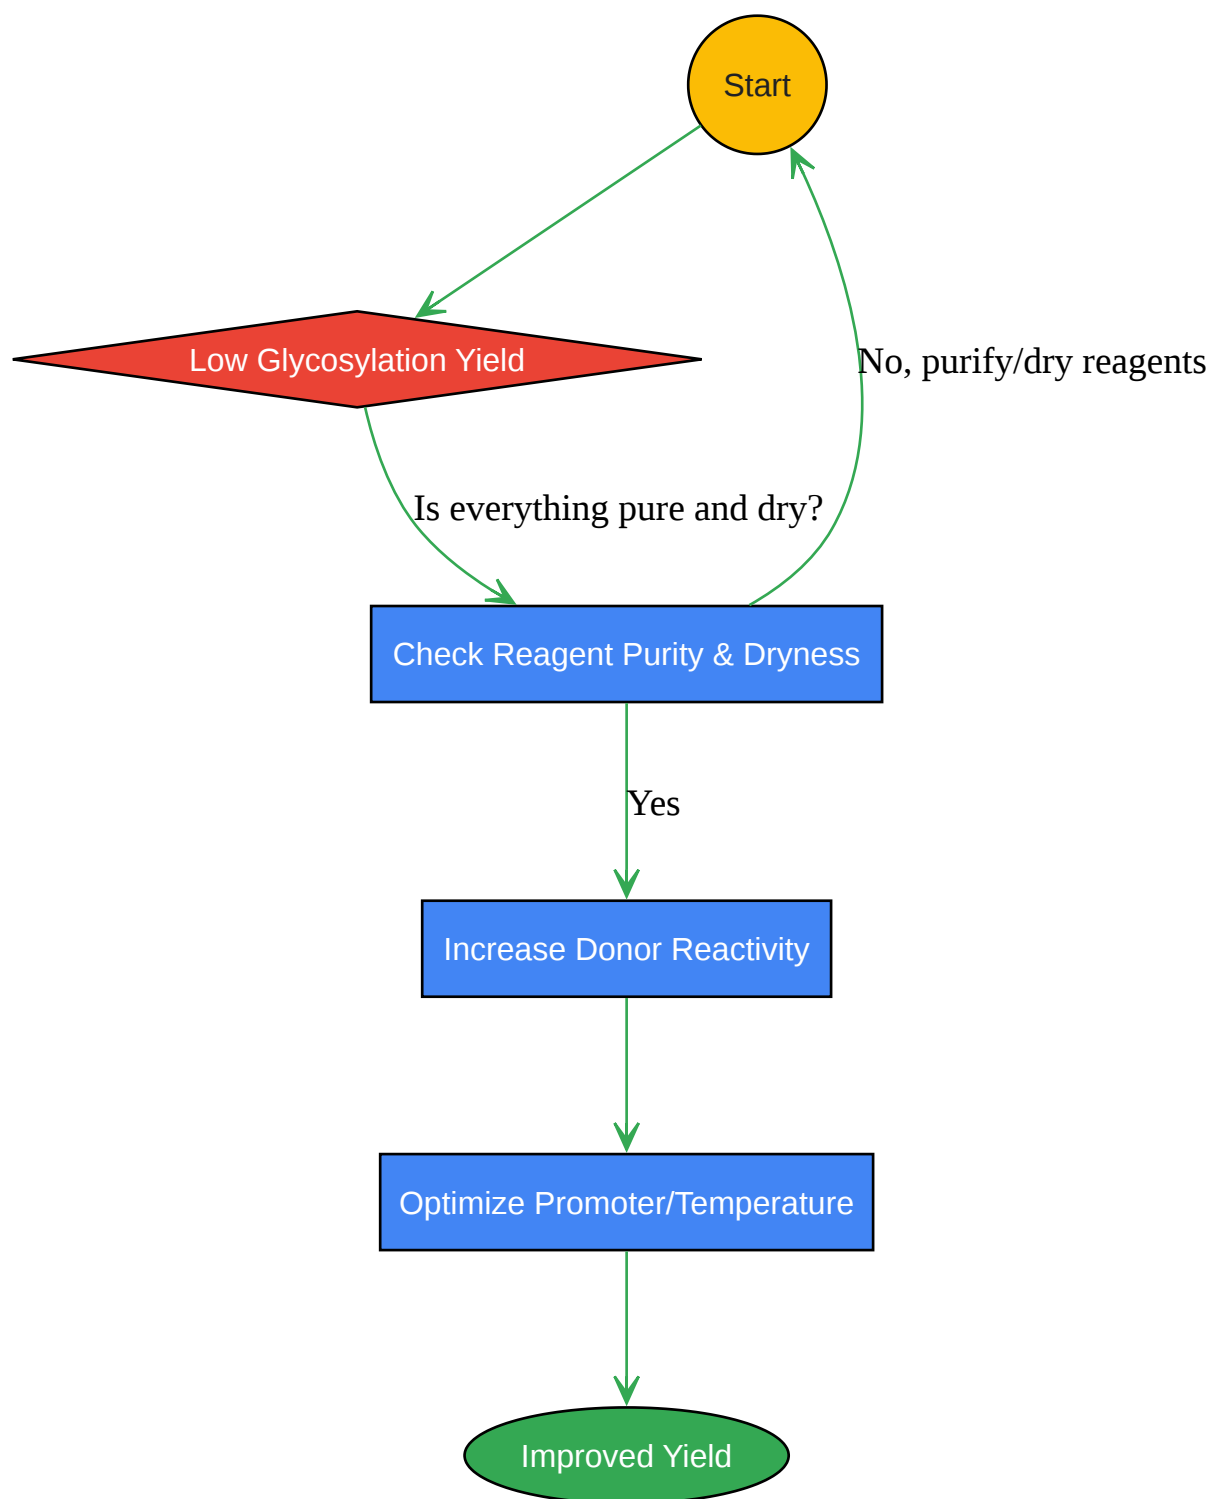 Start
Low Glycosylation Yield
No, purify/dry reagents
Is everything pure and dry?
Check Reagent Purity & Dryness
Yes
Increase Donor Reactivity
Optimize Promoter/Temperature
Improved Yield